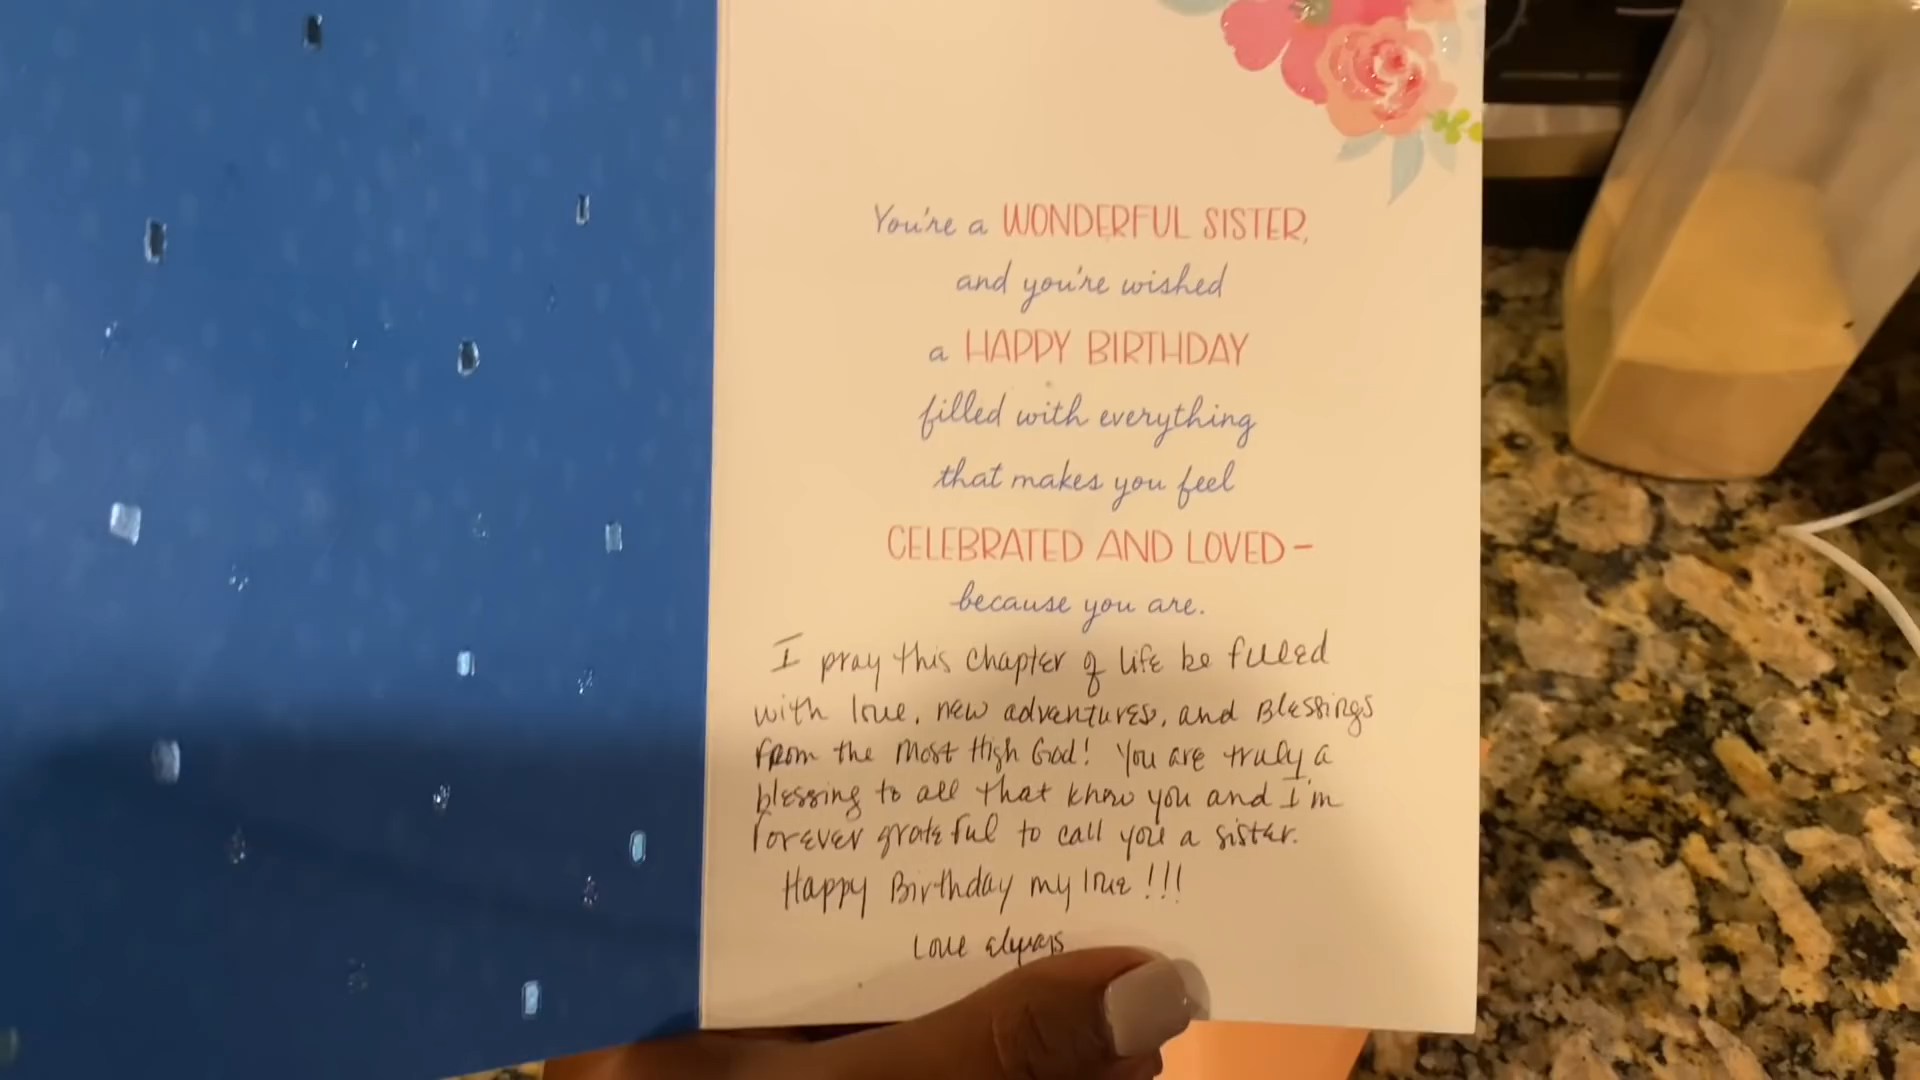 You're a WONDERFUL SISTER,
and you're wished
a HAPPY BIRTHDAY
filled with everything
that makes you feel
CELEBRATED AND LOVED–
because you are.
I pray this chapter of life be filled
with love, new adventures, and Blessings
from the Most High God! You are truly a
blessing to all that know you and I'm
forever grateful to call you a sister.
Happy Birthday my love !!!
Love always